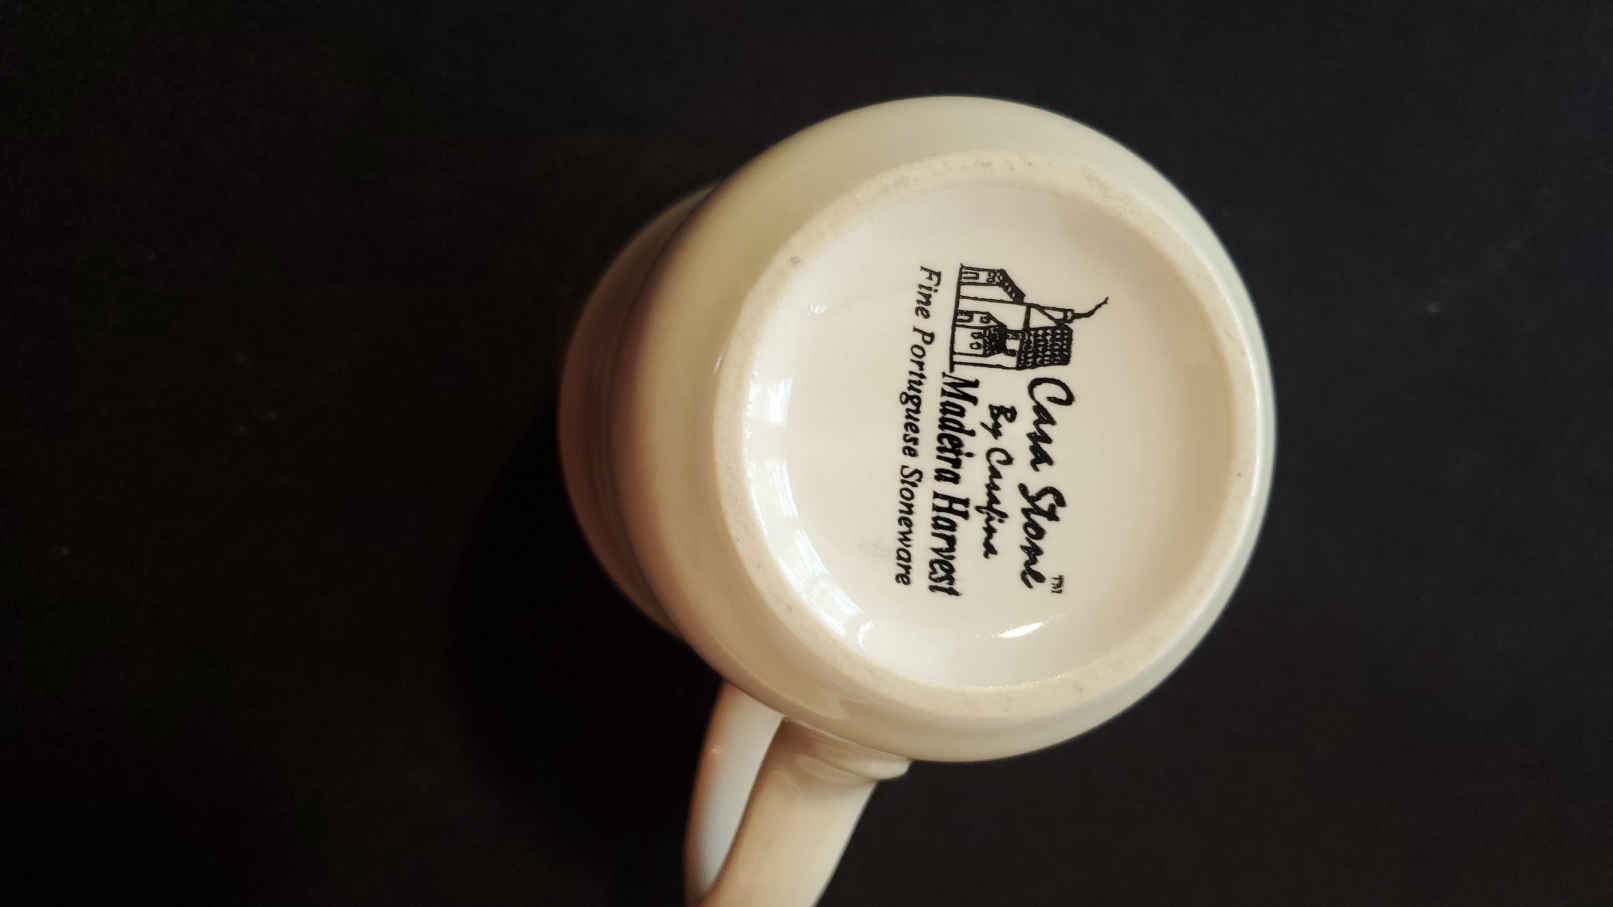 Casa Stone™
By Casafina
Madeira Harvest
Fine Portuguese Stoneware